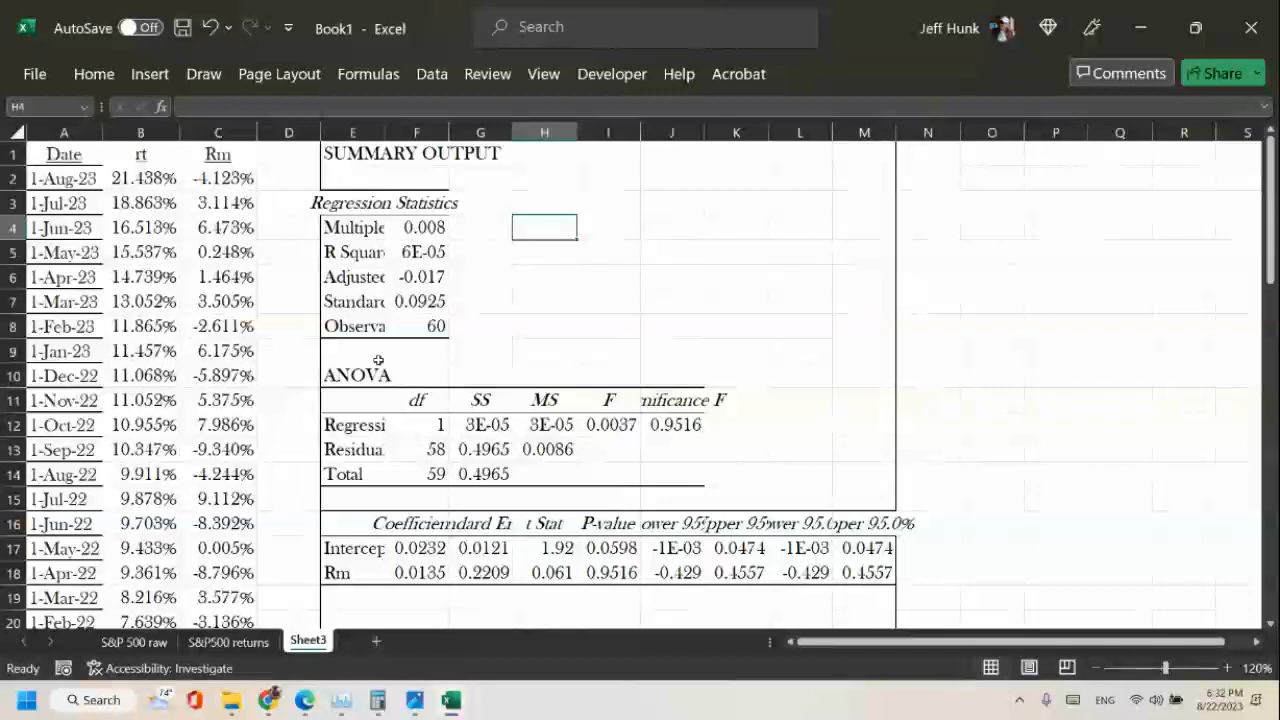 AutoSave Off Book1 - Excel Search Jeff Hunk
File Home Insert Draw Page Layout Formulas Data Review View Developer Help Acrobat Comments Share
H4 fx
A B C D E F G H I J K L M N O P Q R S
1 Date rt Rm SUMMARY OUTPUT
2 1-Aug-23 21.438% -4.123%
3 1-Jul-23 18.863% 3.114% Regression Statistics
4 1-Jun-23 16.513% 6.473% Multiple 0.008
5 1-May-23 15.537% 0.248% R Squar 6E-05
6 1-Apr-23 14.739% 1.464% Adjusted -0.017
7 1-Mar-23 13.052% 3.505% Standard 0.0925
8 1-Feb-23 11.865% -2.611% Observa 60
9 1-Jan-23 11.457% 6.175%
10 1-Dec-22 11.068% -5.897% ANOVA
11 1-Nov-22 11.052% 5.375% df SS MS F nificance F
12 1-Oct-22 10.955% 7.986% Regressi 1 3E-05 3E-05 0.0037 0.9516
13 1-Sep-22 10.347% -9.340% Residua 58 0.4965 0.0086
14 1-Aug-22 9.911% -4.244% Total 59 0.4965
15 1-Jul-22 9.878% 9.112%
16 1-Jun-22 9.703% -8.392% Coefficien dard Er t Stat P-value ower 95% pper 95% wer 95.0 per 95.0%
17 1-May-22 9.433% 0.005% Intercep 0.0232 0.0121 1.92 0.0598 -1E-03 0.0474 -1E-03 0.0474
18 1-Apr-22 9.361% -8.796% Rm 0.0135 0.2209 0.061 0.9516 -0.429 0.4557 -0.429 0.4557
19 1-Mar-22 8.216% 3.577%
20 1-Feb-22 7.639% -3.136%
S&P 500 raw S&P500 returns Sheet3
Ready Accessibility: Investigate 120%
Search 74° ENG 6:32 PM
8/22/2023